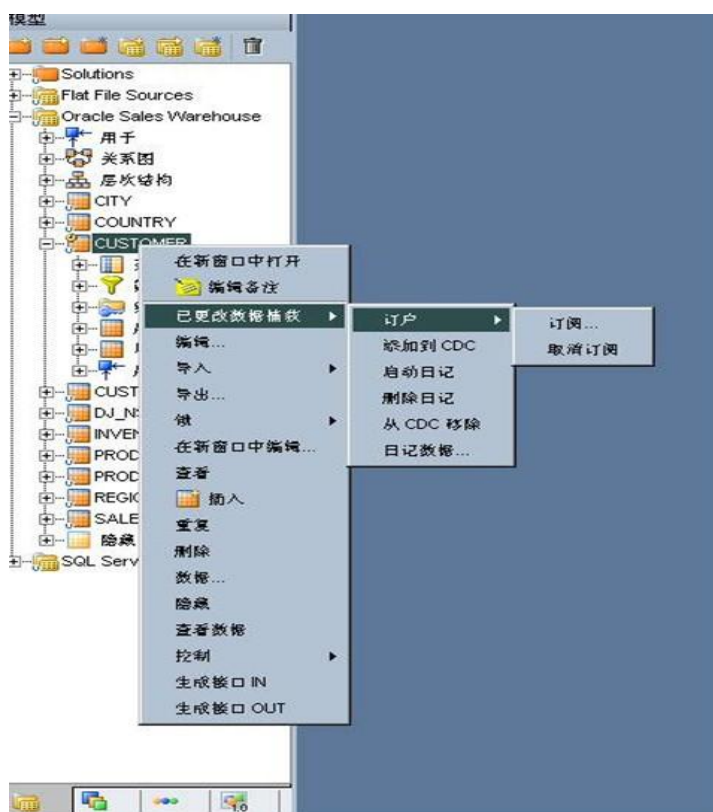 模型
Solutions
Flat File Sources
Oracle Sales Warehouse
用于
关系图
层次结构
CITY
COUNTRY
CUSTOMER
在新窗口中打开
编辑备注
已更改数据捕获
编辑...
导入
导出...
锁
在新窗口中编辑...
查看
插入
重复
删除
数据...
隐藏
查看数据
控制
生成接口 IN
生成接口 OUT
订户
添加到 CDC
启动日记
删除日记
从 CDC 移除
日记数据...
订阅...
取消订阅
CUST
DJ_N
INVEN
PROD
PROD
REGIO
SALE
隐藏
SQL Serv
1.0